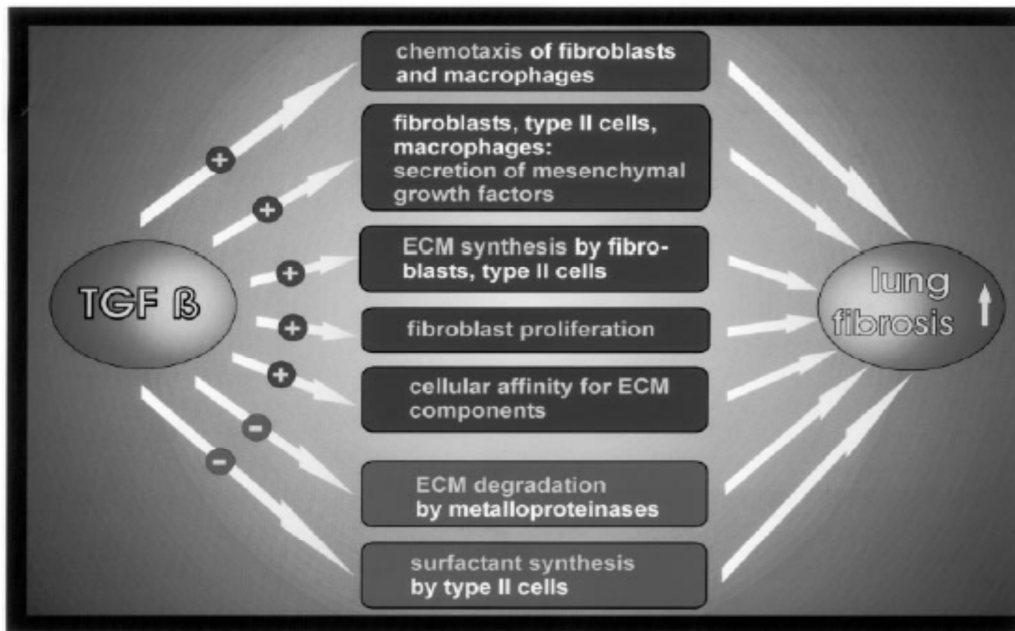 chemotaxis of fibroblasts
and macrophages
fibroblasts, type II cells,
macrophages:
secretion of mesenchymal
growth factors
ECM synthesis by fibro-
blasts, type II cells
fibroblast proliferation
cellular affinity for ECM
components
ECM degradation
by metalloproteinases
surfactant synthesis
by type II cells
TGF ß
lung
fibrosis
+
+
+
+
+
-
-